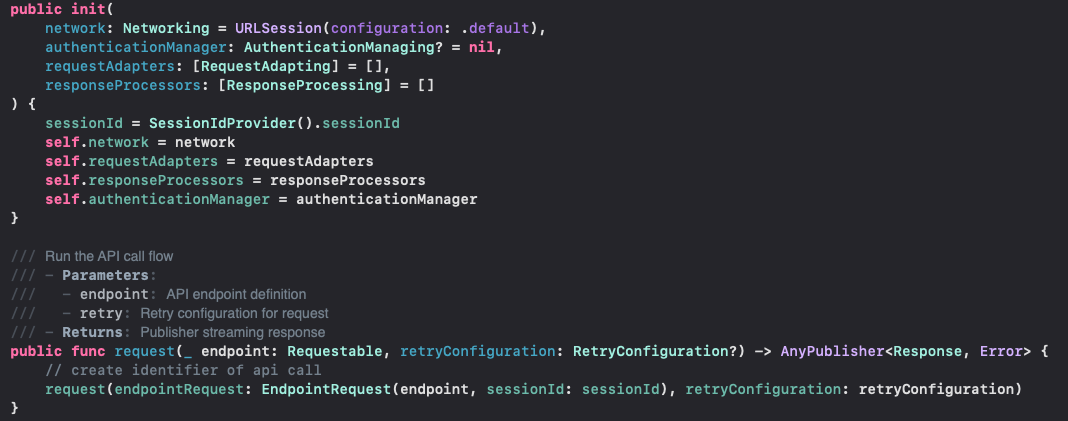 public init(
    network: Networking = URLSession(configuration: .default),
    authenticationManager: AuthenticationManaging? = nil,
    requestAdapters: [RequestAdapting] = [],
    responseProcessors: [ResponseProcessing] = []
) {
    sessionId = SessionIdProvider().sessionId
    self.network = network
    self.requestAdapters = requestAdapters
    self.responseProcessors = responseProcessors
    self.authenticationManager = authenticationManager
}

/// Run the API call flow
/// – Parameters:
///   – endpoint: API endpoint definition
///   – retry: Retry configuration for request
/// – Returns: Publisher streaming response
public func request(_ endpoint: Requestable, retryConfiguration: RetryConfiguration?) -> AnyPublisher<Response, Error> {
    // create identifier of api call
    request(endpointRequest: EndpointRequest(endpoint, sessionId: sessionId), retryConfiguration: retryConfiguration)
}